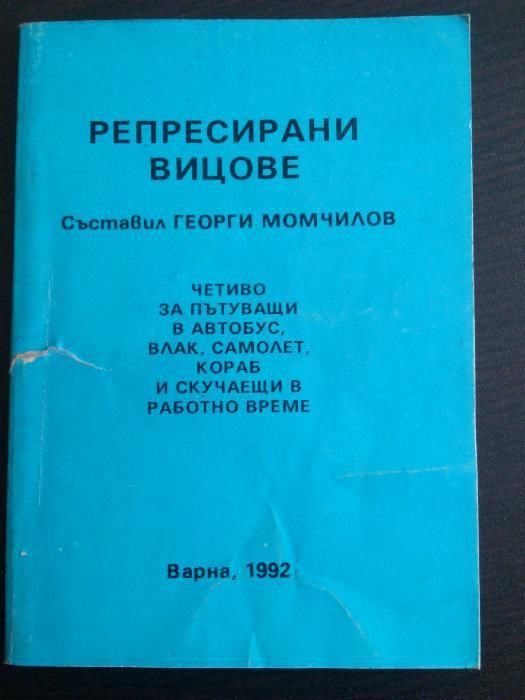 РЕПРЕСИРАНИ
ВИЦОВЕ
Съставил ГЕОРГИ МОМЧИЛОВ
ЧЕТИВО
ЗА ПЪТУВАЩИ
В АВТОБУС,
ВЛАК, САМОЛЕТ,
КОРАБ
И СКУЧАЕЩИ В
РАБОТНО ВРЕМЕ
Варна, 1992